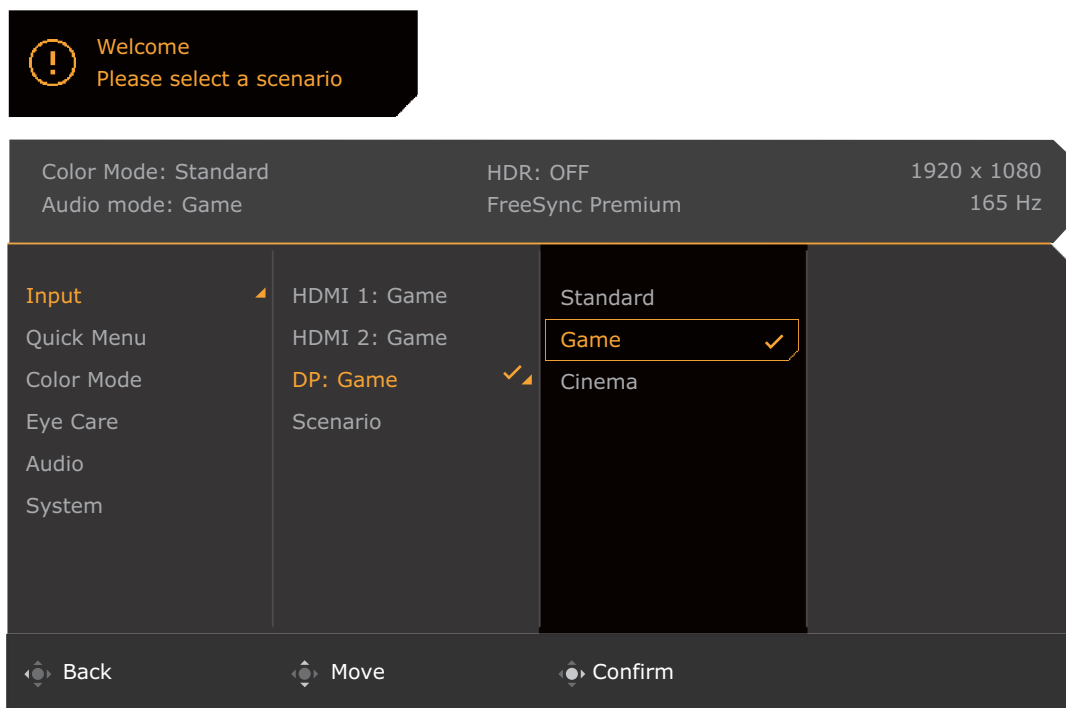 Welcome
Please select a scenario
Color Mode: Standard
HDR: OFF
1920 x 1080
Audio mode: Game
FreeSync Premium
165 Hz
Input
Quick Menu
Color Mode
Eye Care
Audio
System
HDMI 1: Game
HDMI 2: Game
DP: Game
Scenario
Standard
Game
Cinema
Back
Move
Confirm